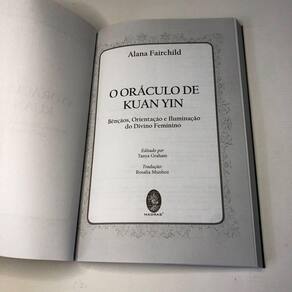 Alana Fairchild
O ORÁCULO DE
KUAN YIN
Bênçãos, Orientação e Iluminação
do Divino Feminino
Editado por
Tanya Graham
Tradução:
Rosalia Munhoz
MADRAS